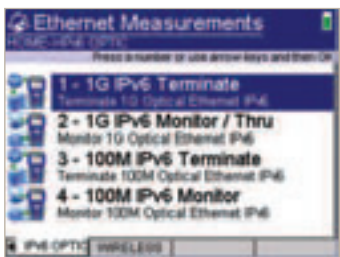 Ethernet Measurements
HOME-IPv6 OPTIC
Press a number or use arrow keys and then OK
1 - 1G IPv6 Terminate
Terminate 1G Optical Ethernet IPv6
2 - 1G IPv6 Monitor / Thru
Monitor 1G Optical Ethernet IPv6
3 - 100M IPv6 Terminate
Terminate 100M Optical Ethernet IPv6
4 - 100M IPv6 Monitor
Monitor 100M Optical Ethernet IPv6
IPv6 OPTIC WIRELESS